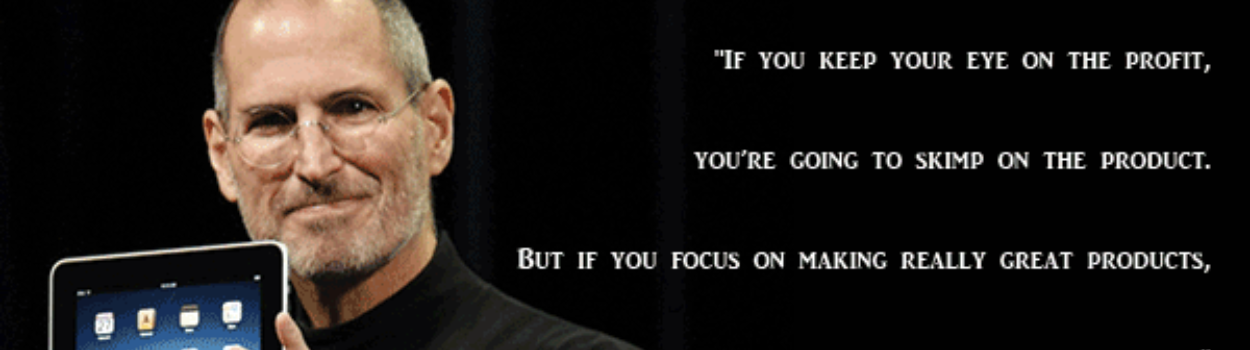 "If you keep your eye on the profit,
you're going to skimp on the product.
But if you focus on making really great products,